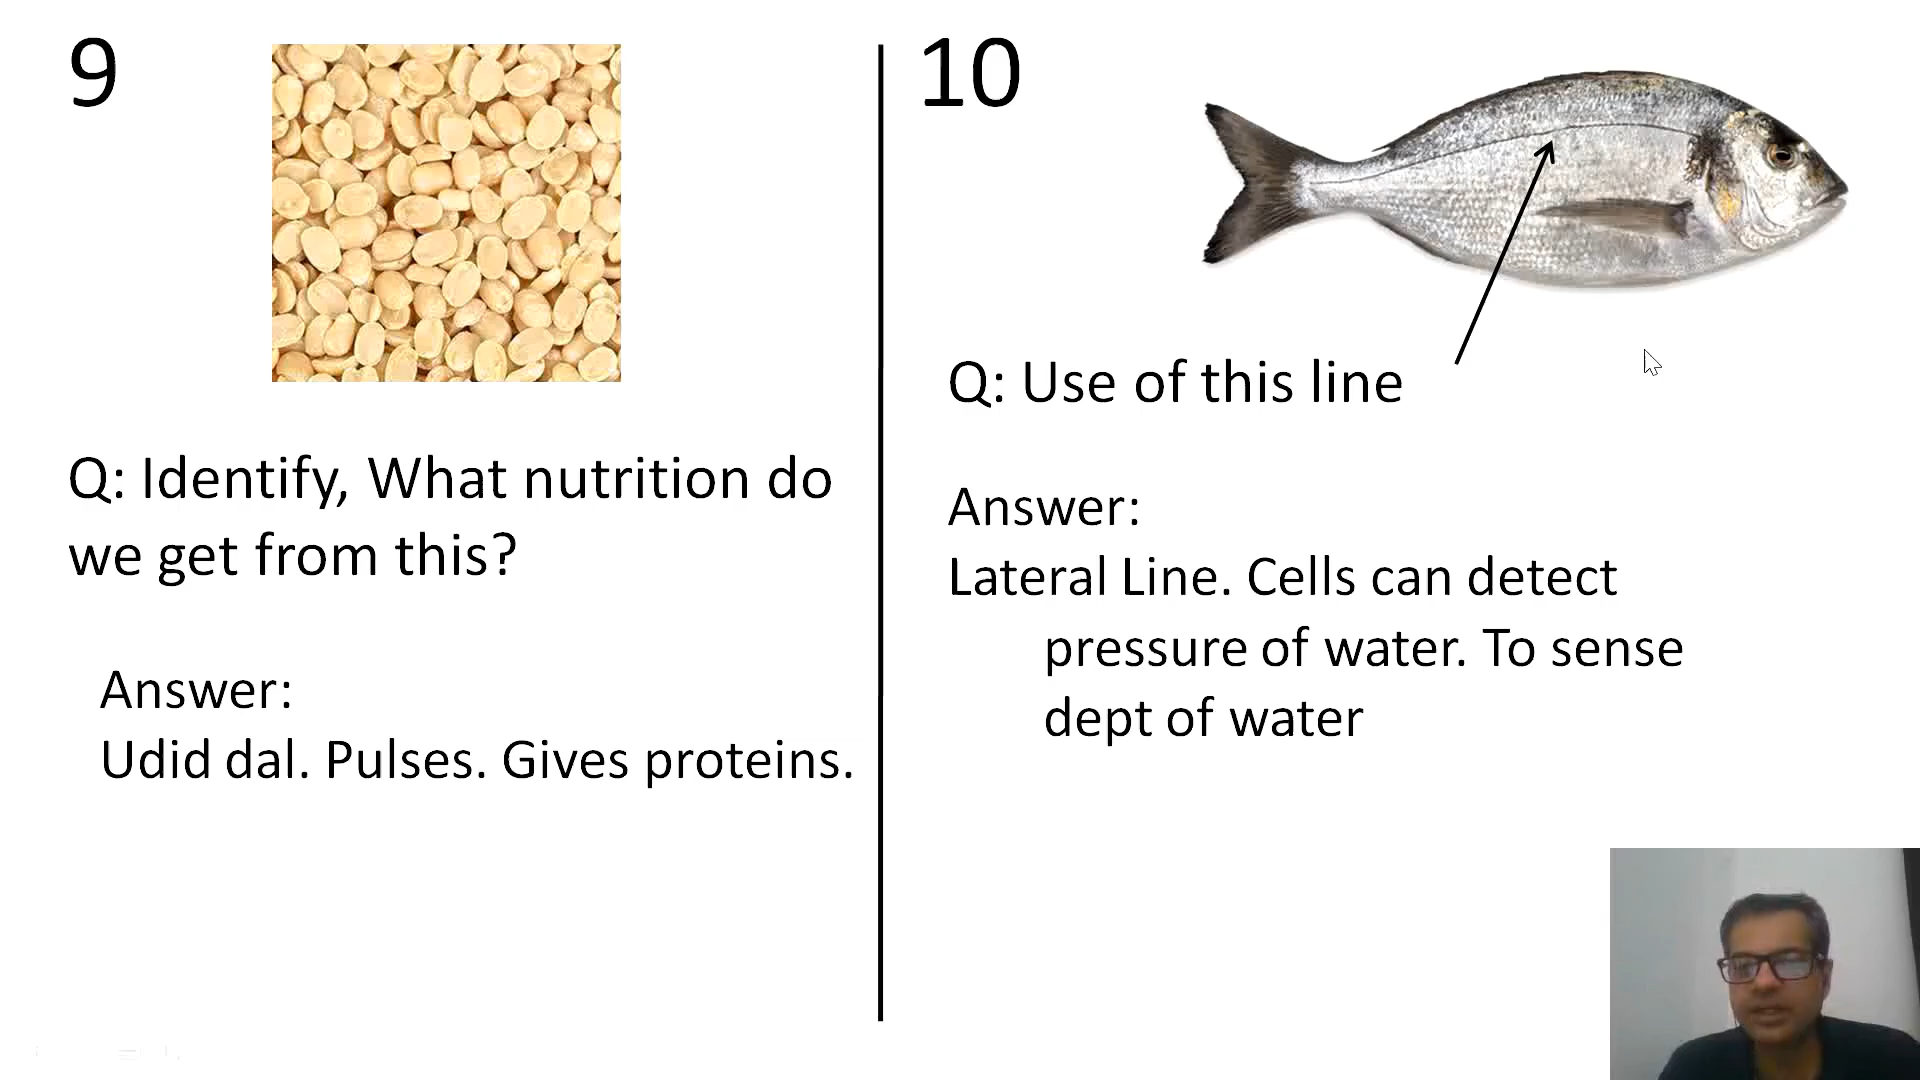 9
Q: Identify, What nutrition do
we get from this?
Answer:
Udid dal. Pulses. Gives proteins.
10
Q: Use of this line
Answer:
Lateral Line. Cells can detect
pressure of water. To sense
dept of water